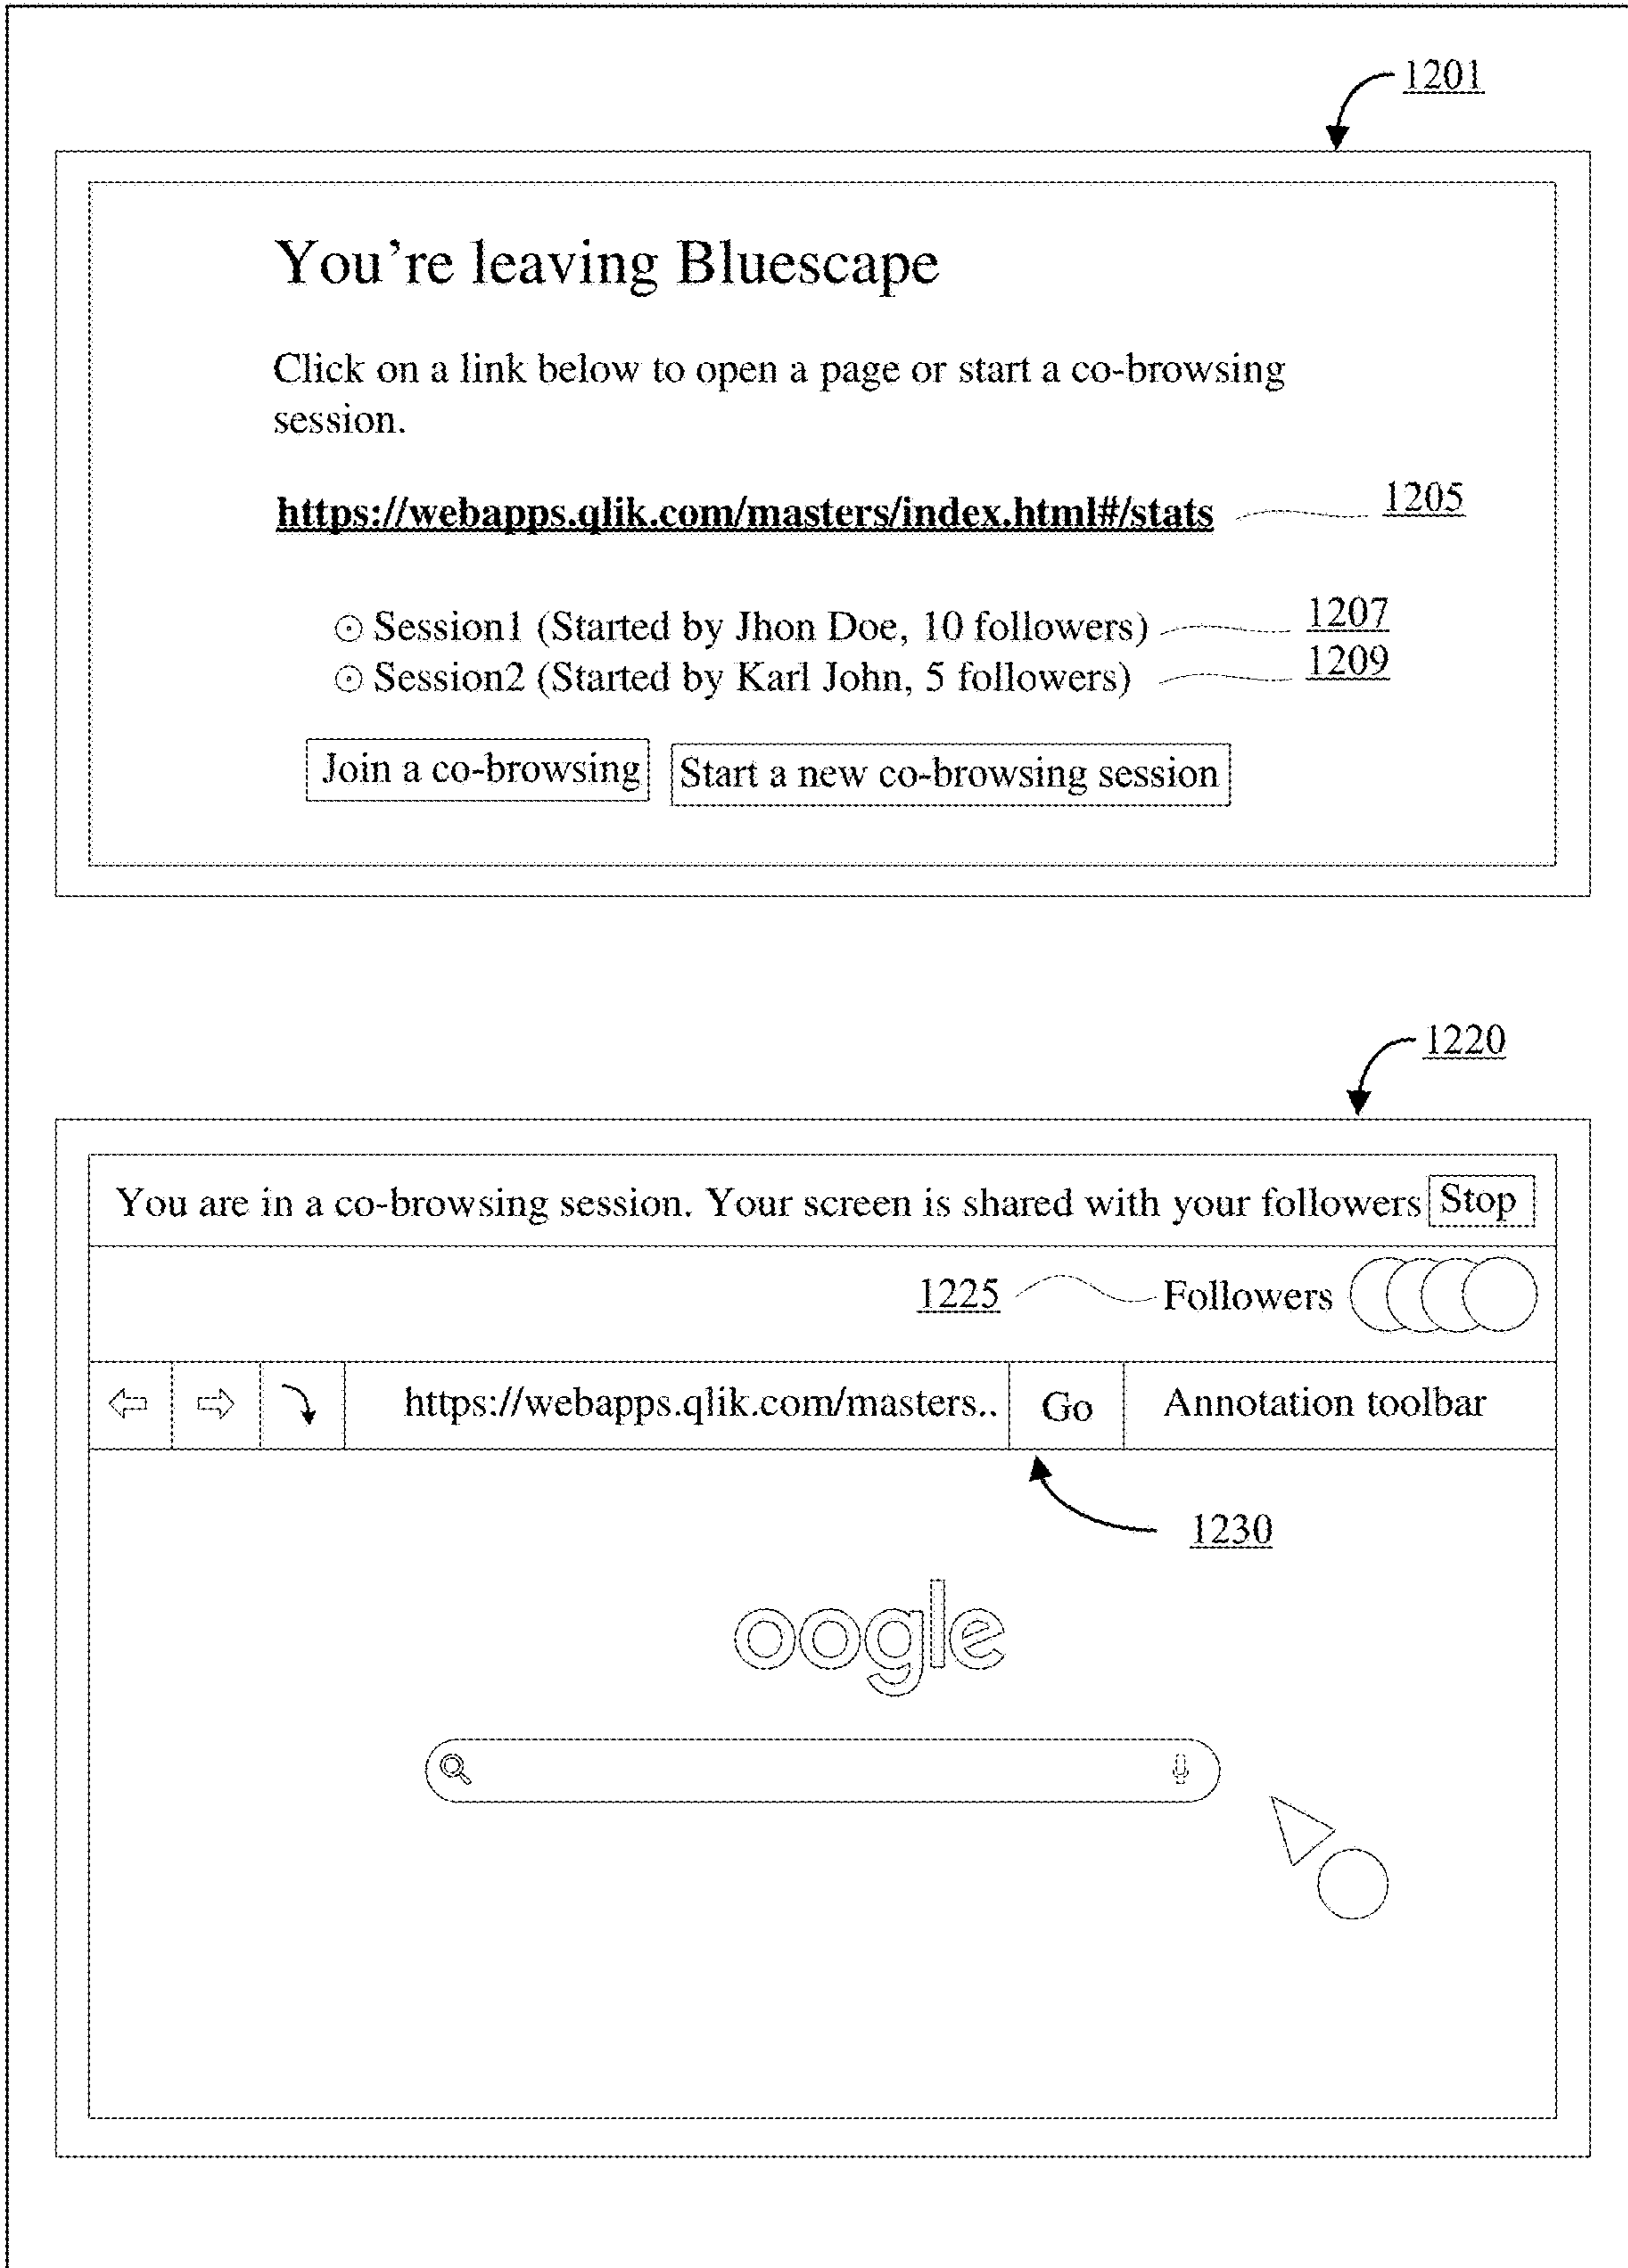 1201
You're leaving Bluescape
Click on a link below to open a page or start a co-browsing
session.
https://webapps.qlik.com/masters/index.html#/stats 1205
Session1 (Started by Jhon Doe, 10 followers) 1207
Session2 (Started by Karl John, 5 followers) 1209
Join a co-browsing Start a new co-browsing session
1220
You are in a co-browsing session. Your screen is shared with your followers Stop
1225 Followers
https://webapps.qlik.com/masters.. Go Annotation toolbar
1230
oogle